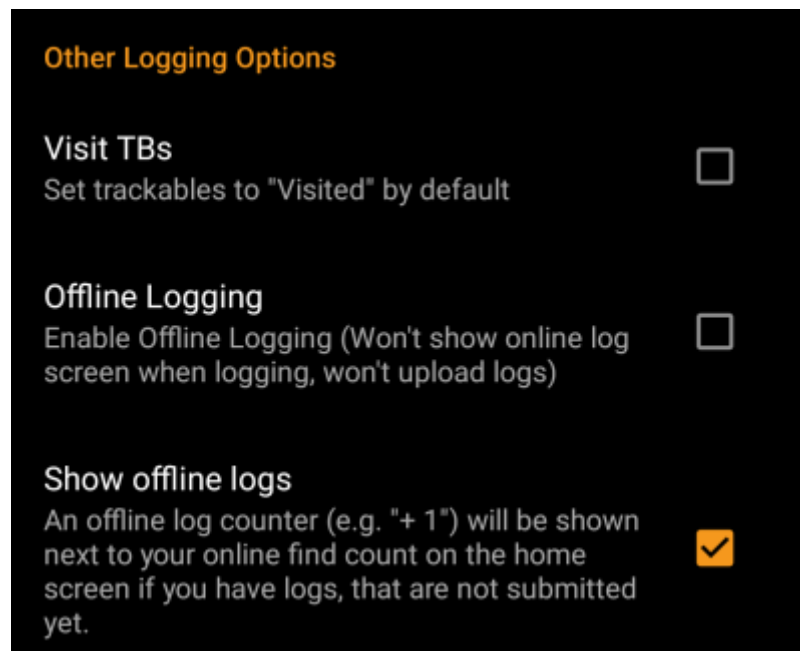 Other Logging Options
Visit TBs
Set trackables to "Visited" by default
Offline Logging
Enable Offline Logging (Won't show online log
screen when logging, won't upload logs)
Show offline logs
An offline log counter (e.g. "+ 1") will be shown
next to your online find count on the home
screen if you have logs, that are not submitted
yet.